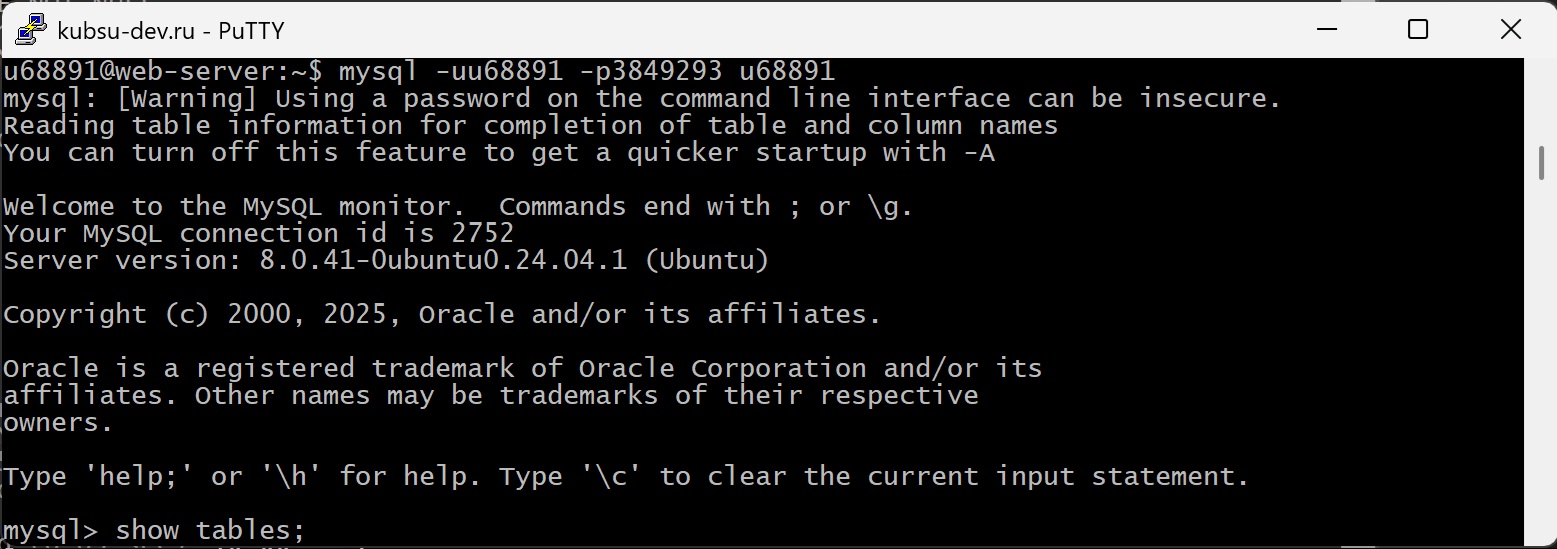 kubsu-dev.ru - PuTTY
u68891@web-server:~$ mysql -uu68891 -p3849293 u68891
mysql: [Warning] Using a password on the command line interface can be insecure.
Reading table information for completion of table and column names
You can turn off this feature to get a quicker startup with -A
Welcome to the MySQL monitor.  Commands end with ; or \g.
Your MySQL connection id is 2752
Server version: 8.0.41-0ubuntu0.24.04.1 (Ubuntu)
Copyright (c) 2000, 2025, Oracle and/or its affiliates.
Oracle is a registered trademark of Oracle Corporation and/or its
affiliates. Other names may be trademarks of their respective
owners.
Type 'help;' or '\h' for help. Type '\c' to clear the current input statement.
mysql> show tables;